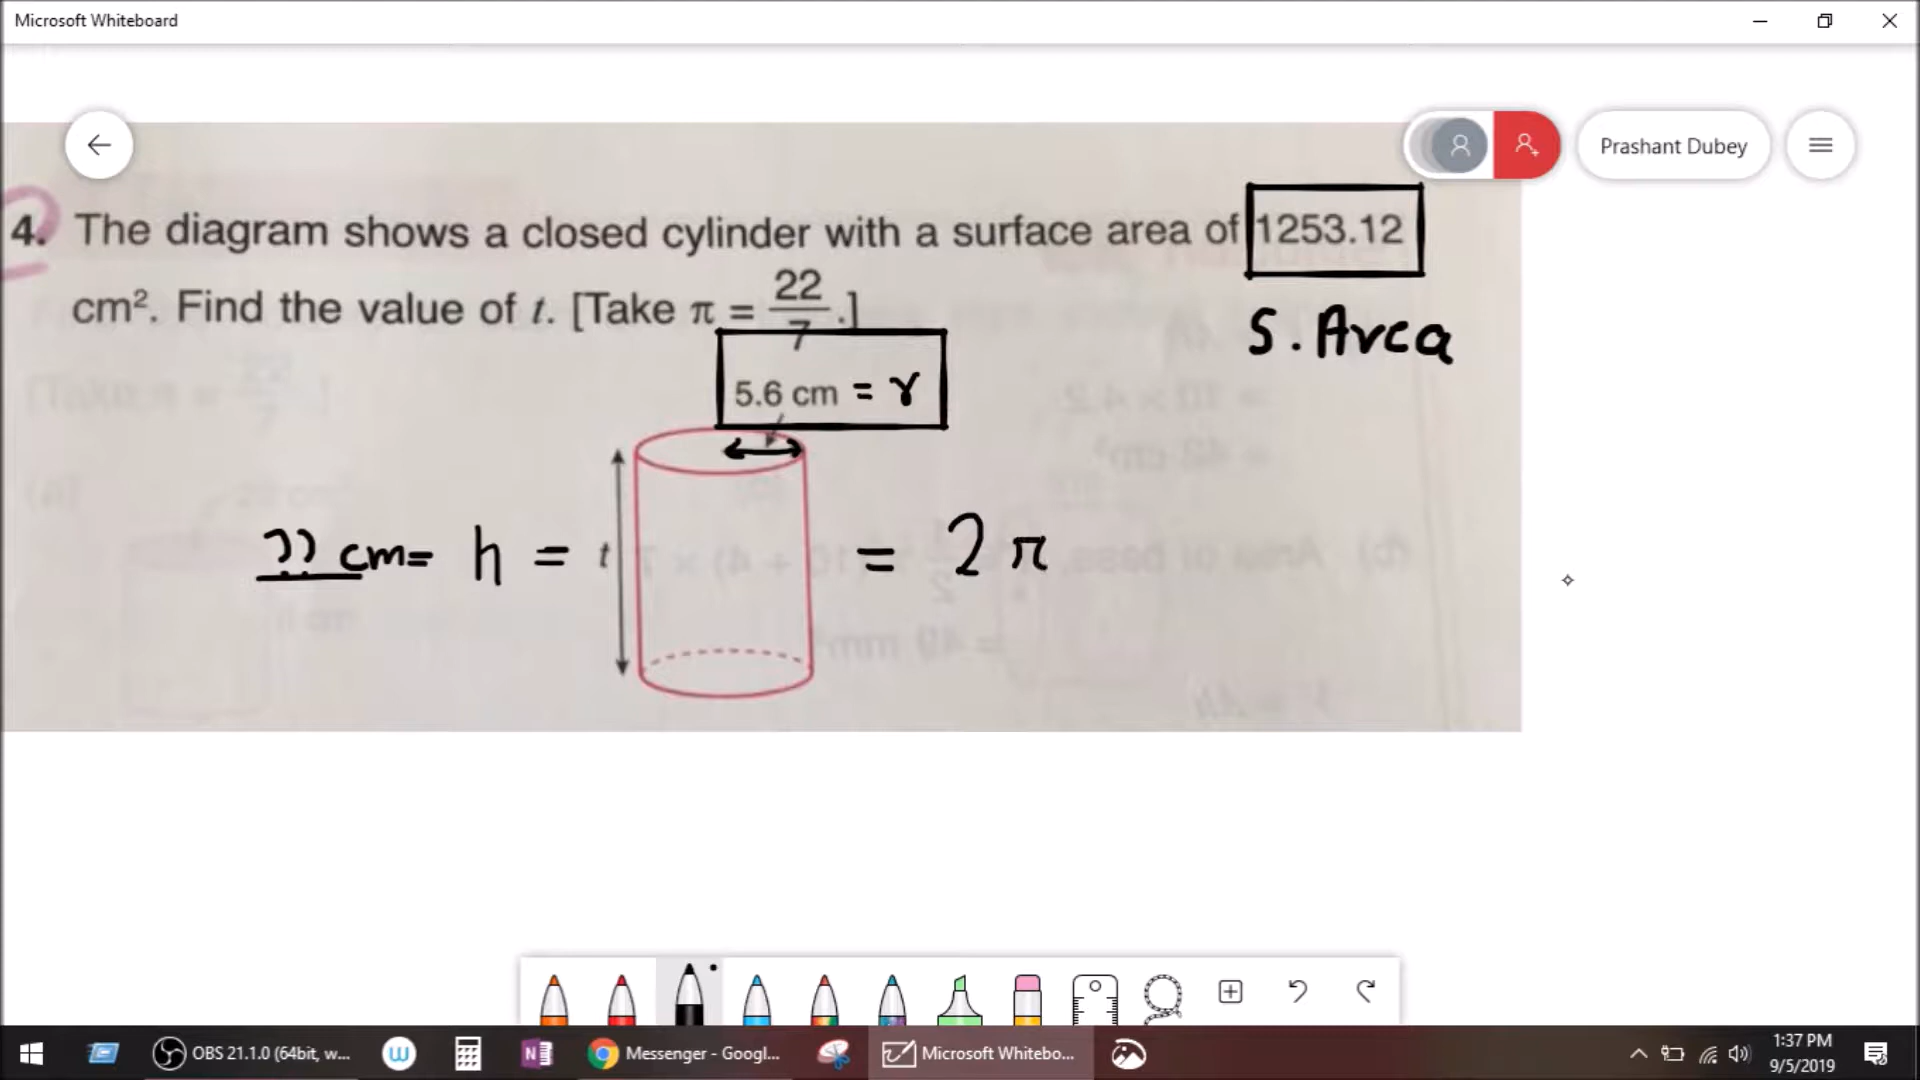 Microsoft Whiteboard
Prashant Dubey
4. The diagram shows a closed cylinder with a surface area of 1253.12
cm². Find the value of t. [Take π = 22/7.]
S. Area
5.6 cm = r
?? cm = h = t = 2π
OBS 21.1.0 (64bit, w...
Messenger - Googl...
Microsoft Whitebo...
1:37 PM
9/5/2019